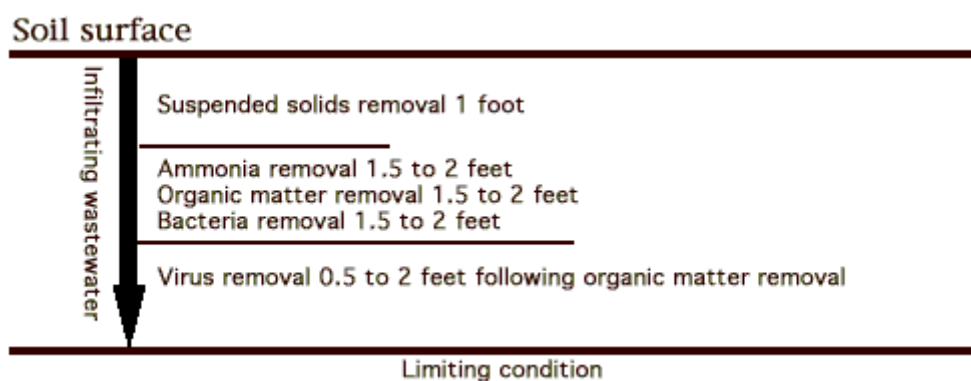 Soil surface
Infiltrating wastewater
Suspended solids removal 1 foot
Ammonia removal 1.5 to 2 feet
Organic matter removal 1.5 to 2 feet
Bacteria removal 1.5 to 2 feet
Virus removal 0.5 to 2 feet following organic matter removal
Limiting condition